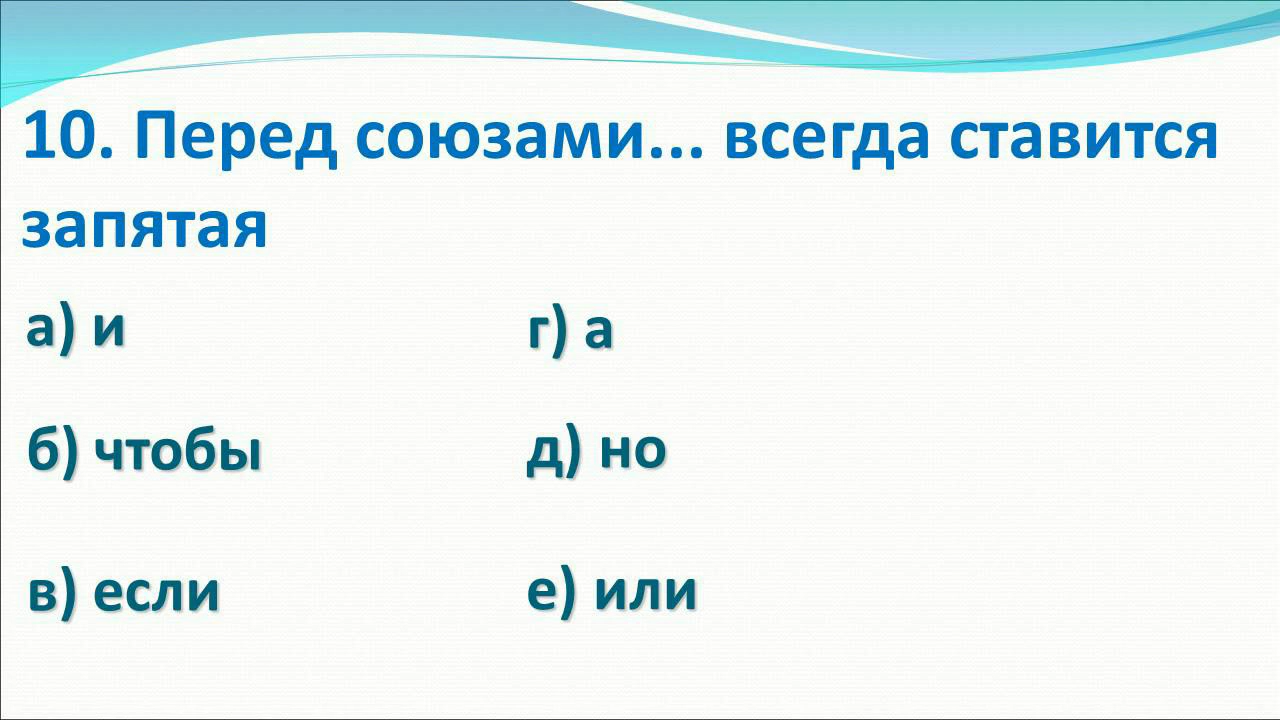 10. Перед союзами... всегда ставится
запятая
а) и
б) чтобы
в) если
г) а
д) но
е) или